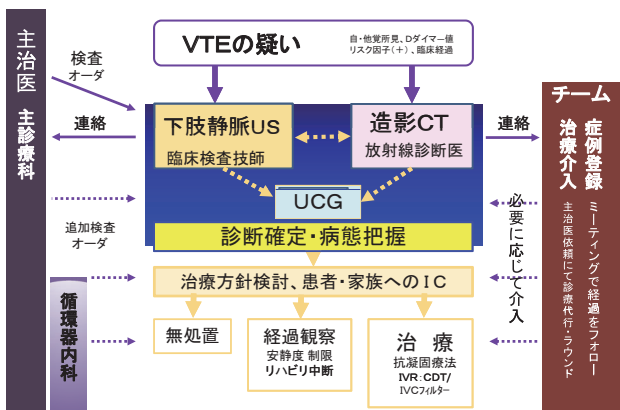 主治医 主診療科
循環器内科
VTEの疑い
自・他覚所見、Dダイマー値
リスク因子(+)、臨床経過
検査
オーダ
連絡
追加検査
オーダ
下肢静脈US
臨床検査技師
造影CT
放射線診断医
UCG
診断確定・病態把握
治療方針検討、患者・家族へのIC
無処置
経過観察
安静度 制限
リハビリ中断
治 療
抗凝固療法
IVR:CDT/
IVCフィルター
連絡
必要に応じて介入
チーム
症例登録
治療介入
ミーティングで経過をフォロー
主治医依頼にて診療代行・ラウンド